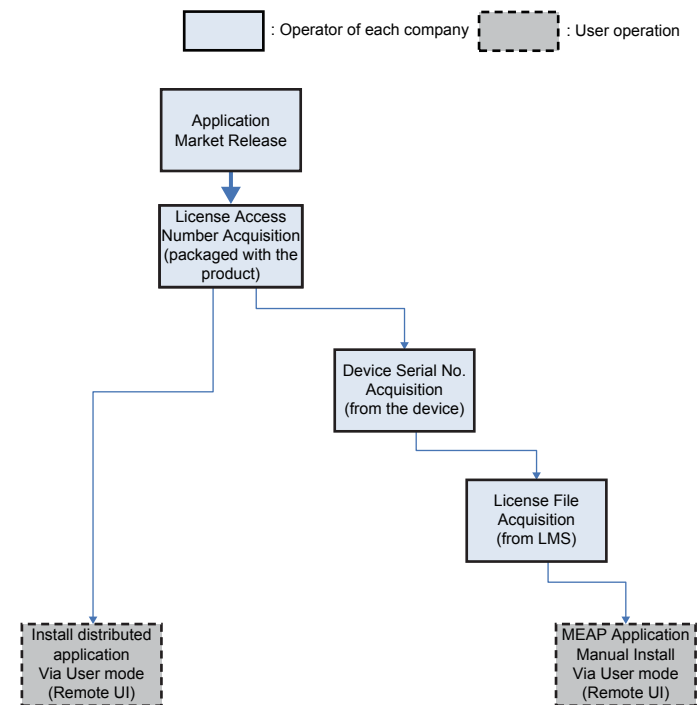 : Operator of each company
: User operation
Application
Market Release
License Access
Number Acquisition
(packaged with the
product)
Device Serial No.
Acquisition
(from the device)
License File
Acquisition
(from LMS)
Install distributed
application
Via User mode
(Remote UI)
MEAP Application
Manual Install
Via User mode
(Remote UI)